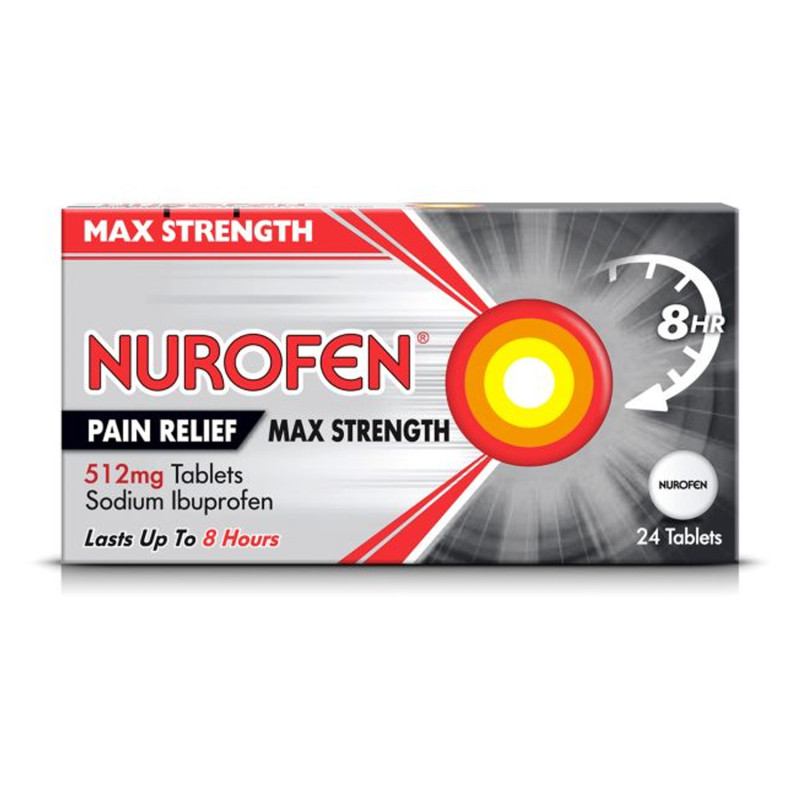 MAX STRENGTH
NUROFEN®
PAIN RELIEF MAX STRENGTH
512mg Tablets
Sodium Ibuprofen
Lasts Up To 8 Hours
8HR
NUROFEN
24 Tablets